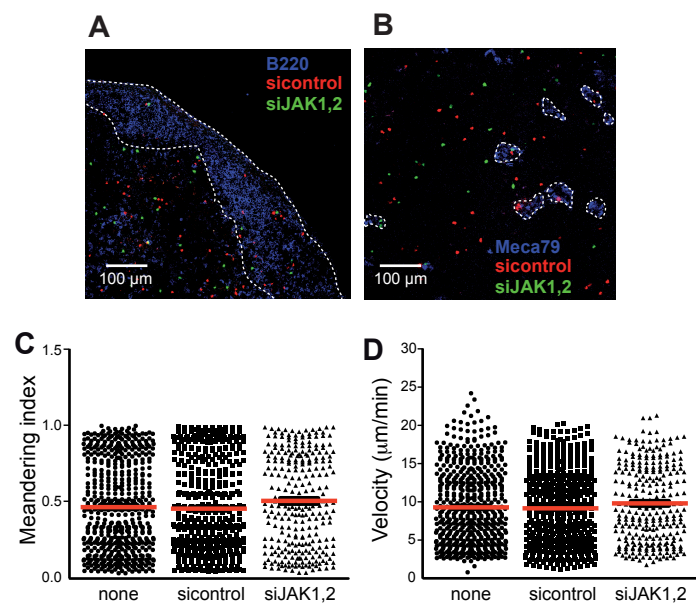 A
B220
sicontrol
siJAK1,2
100 µm
B
Meca79
sicontrol
siJAK1,2
100 µm
C
Meandering index
1.5
1.0
0.5
0.0
none
sicontrol
siJAK1,2
D
Velocity (µm/min)
30
25
20
15
10
5
0
none
sicontrol
siJAK1,2